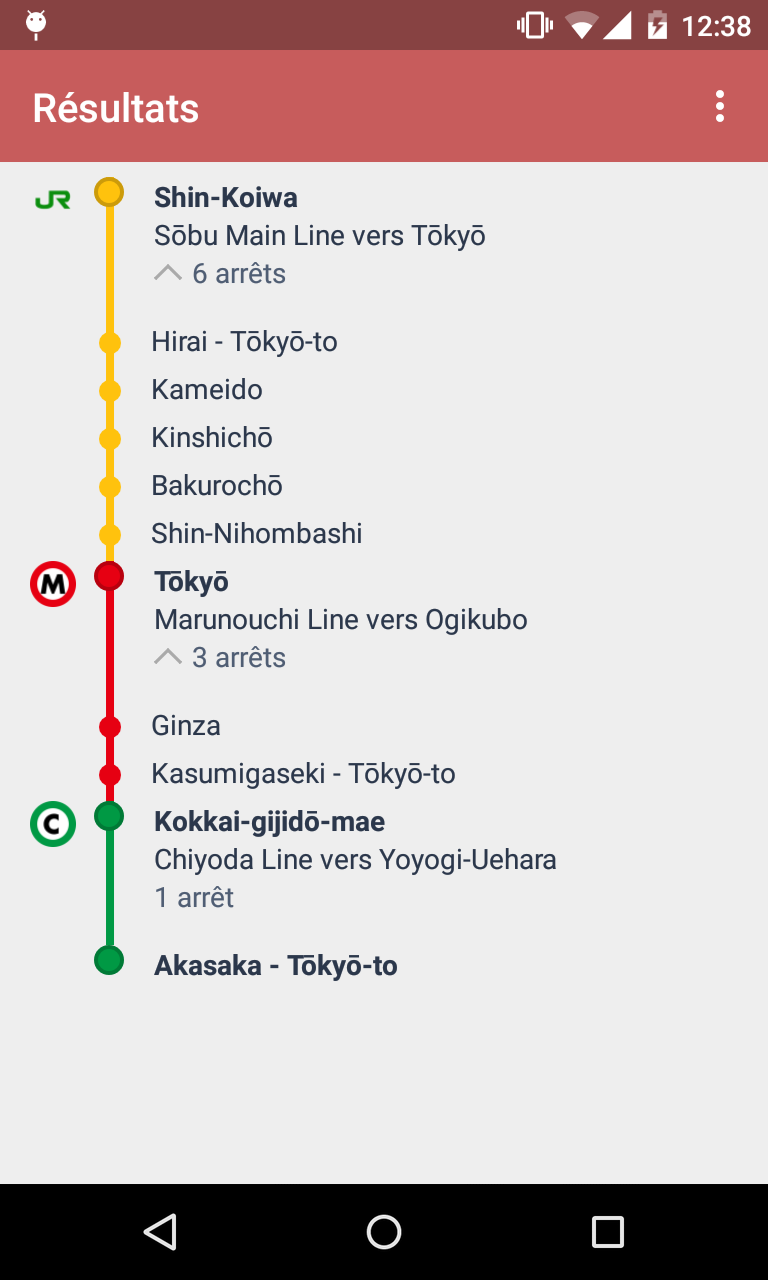 12:38
Résultats
JR
Shin-Koiwa
Sōbu Main Line vers Tōkyō
6 arrêts
Hirai - Tōkyō-to
Kameido
Kinshichō
Bakurochō
Shin-Nihombashi
M
Tōkyō
Marunouchi Line vers Ogikubo
3 arrêts
Ginza
Kasumigaseki - Tōkyō-to
C
Kokkai-gijidō-mae
Chiyoda Line vers Yoyogi-Uehara
1 arrêt
Akasaka - Tōkyō-to